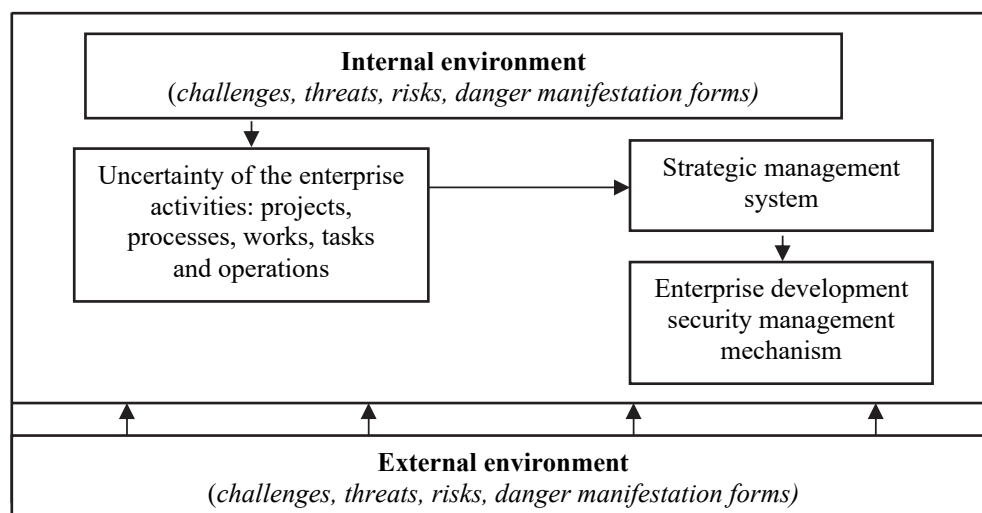 Internal environment
(challenges, threats, risks, danger manifestation forms)
Uncertainty of the enterprise
activities: projects,
processes, works, tasks
and operations
Strategic management
system
Enterprise development
security management
mechanism
External environment
(challenges, threats, risks, danger manifestation forms)